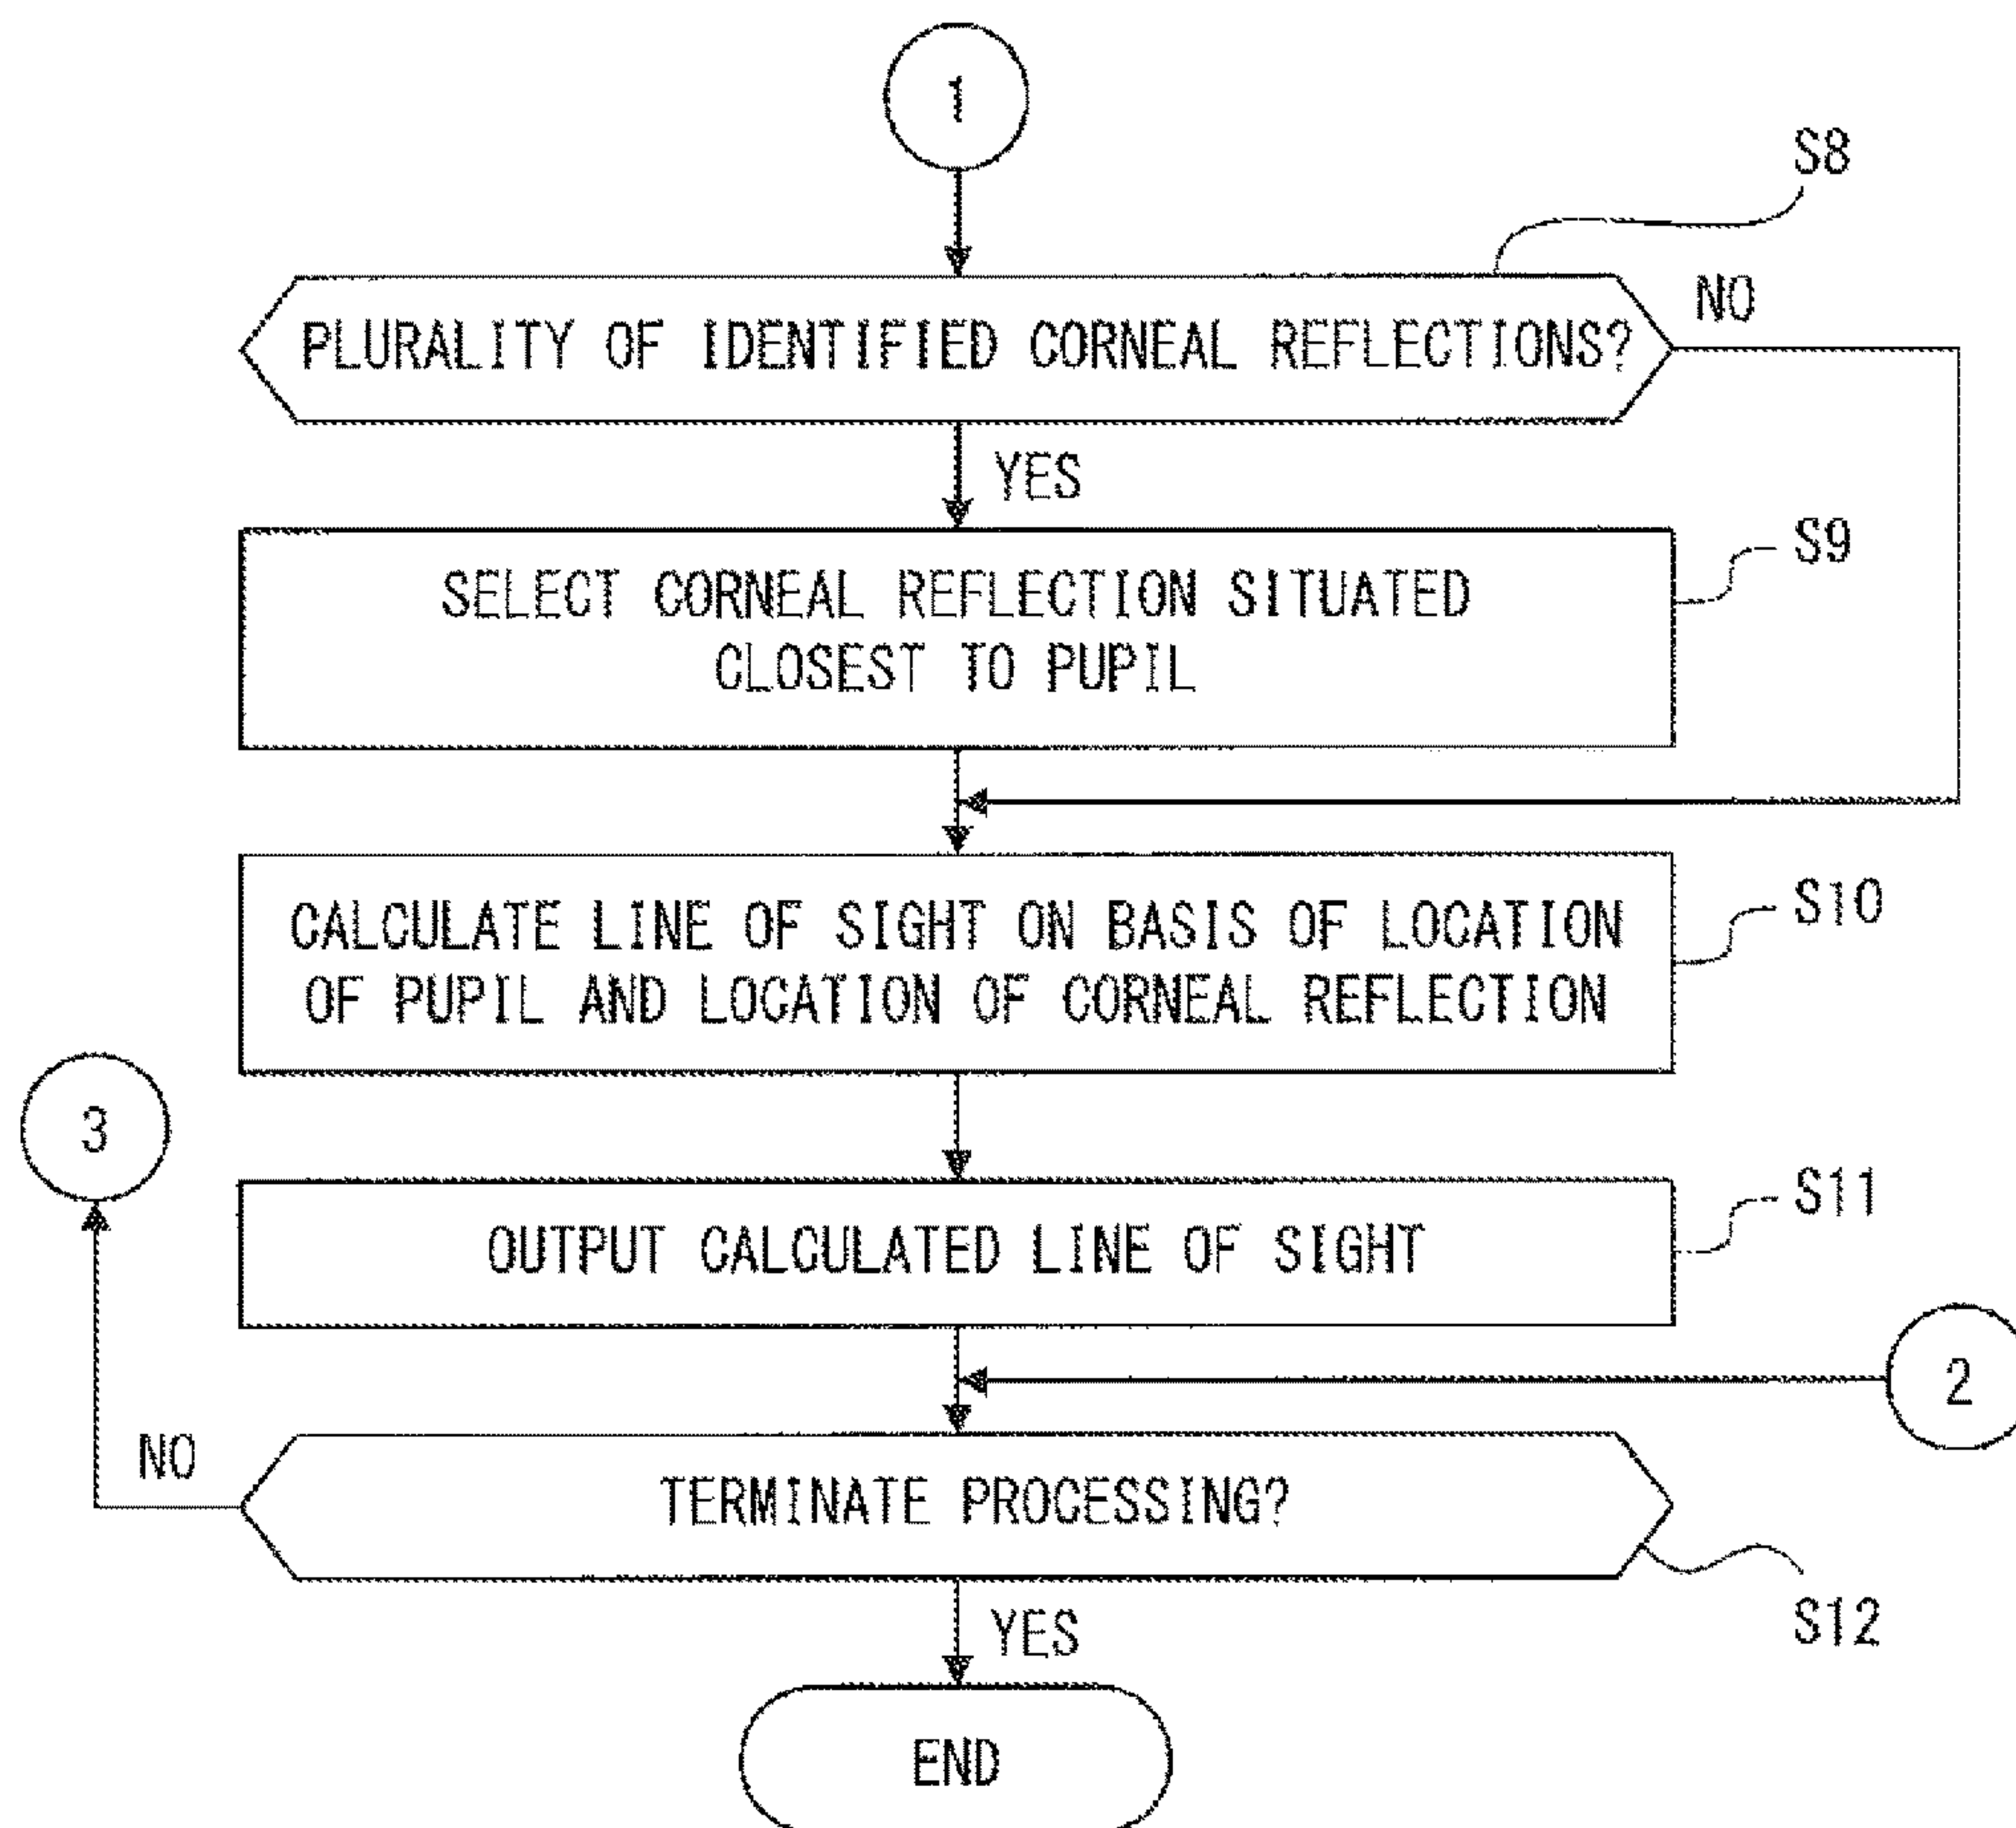 1
S8
PLURALITY OF IDENTIFIED CORNEAL REFLECTIONS?
NO
YES
S9
SELECT CORNEAL REFLECTION SITUATED
CLOSEST TO PUPIL
S10
CALCULATE LINE OF SIGHT ON BASIS OF LOCATION
OF PUPIL AND LOCATION OF CORNEAL REFLECTION
3
S11
OUTPUT CALCULATED LINE OF SIGHT
2
NO
TERMINATE PROCESSING?
S12
YES
END